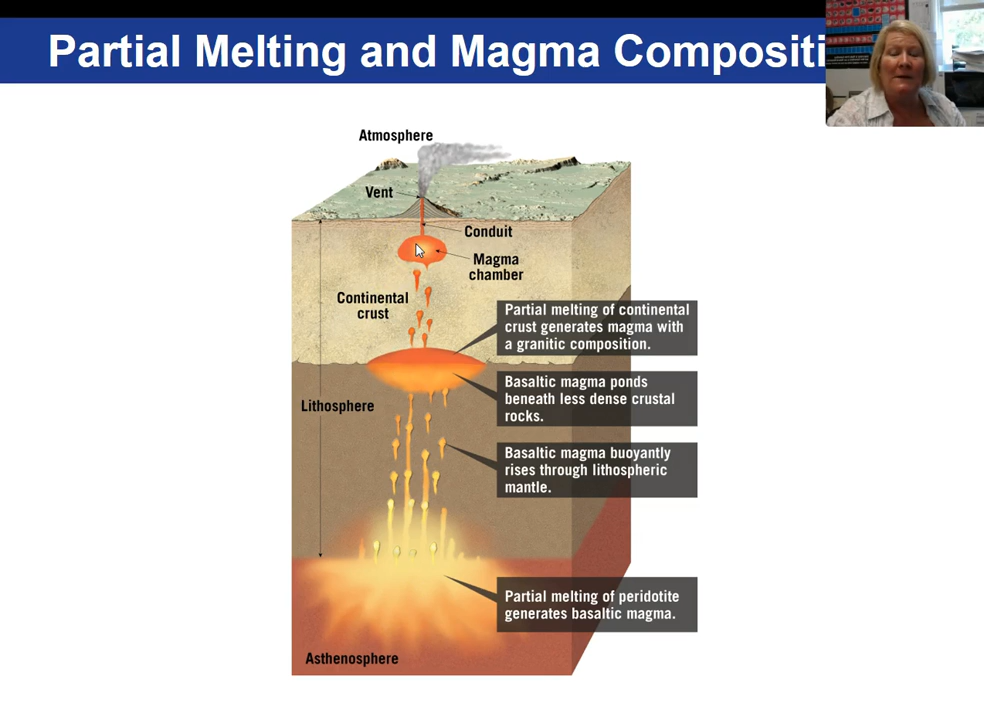 Partial Melting and Magma Compositi
Atmosphere
Vent
Conduit
Magma
chamber
Continental
crust
Partial melting of continental
crust generates magma with
a granitic composition.
Basaltic magma ponds
beneath less dense crustal
rocks.
Lithosphere
Basaltic magma buoyantly
rises through lithospheric
mantle.
Partial melting of peridotite
generates basaltic magma.
Asthenosphere